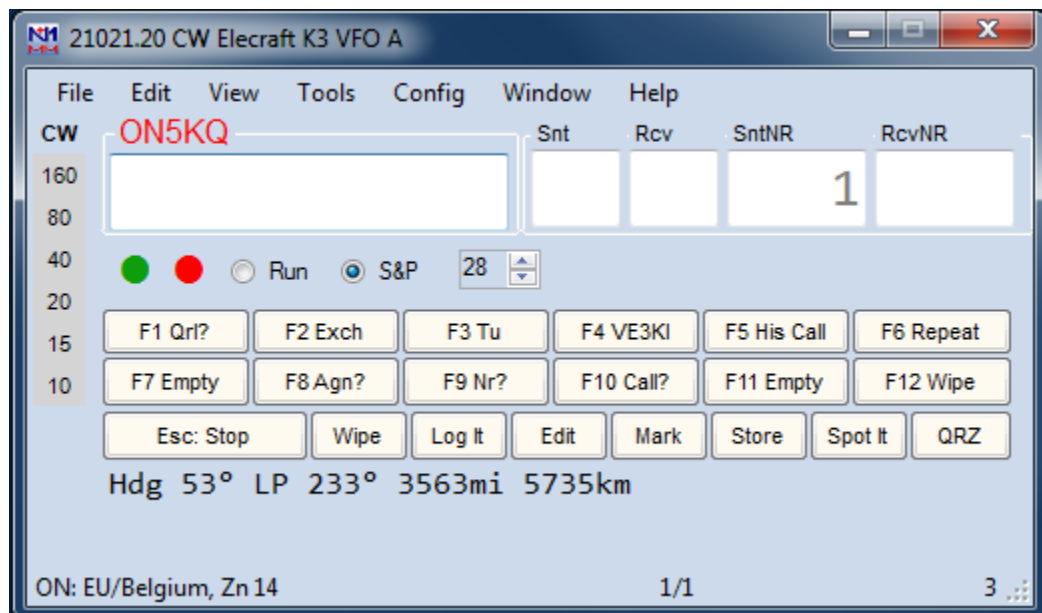 N1 MM 21021.20 CW Elecraft K3 VFO A
File Edit View Tools Config Window Help
CW ON5KQ Snt Rcv SntNR RcvNR
160
1
80
40 Run S&P 28
20
F1 Qrl? F2 Exch F3 Tu F4 VE3KI F5 His Call F6 Repeat
15
F7 Empty F8 Agn? F9 Nr? F10 Call? F11 Empty F12 Wipe
10
Esc: Stop Wipe Log It Edit Mark Store Spot It QRZ
Hdg 53° LP 233° 3563mi 5735km
ON: EU/Belgium, Zn 14 1/1 3